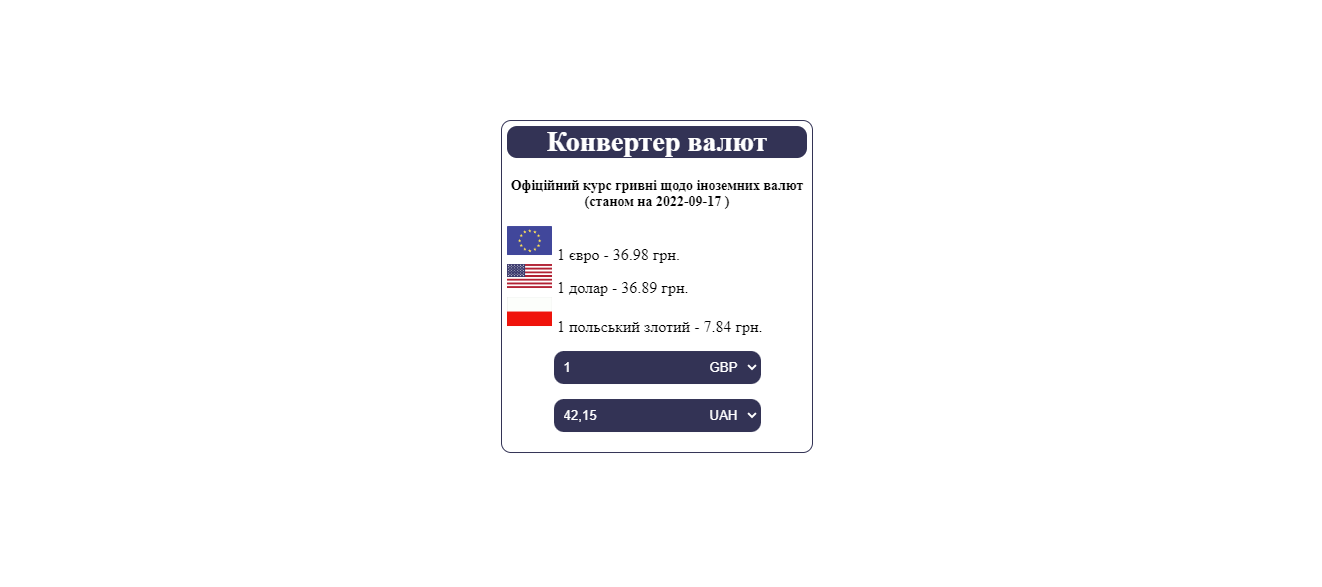 Конвертер валют
Офіційний курс гривні щодо іноземних валют
(станом на 2022-09-17 )
1 євро - 36.98 грн.
1 долар - 36.89 грн.
1 польський злотий - 7.84 грн.
1 GBP
42,15 UAH